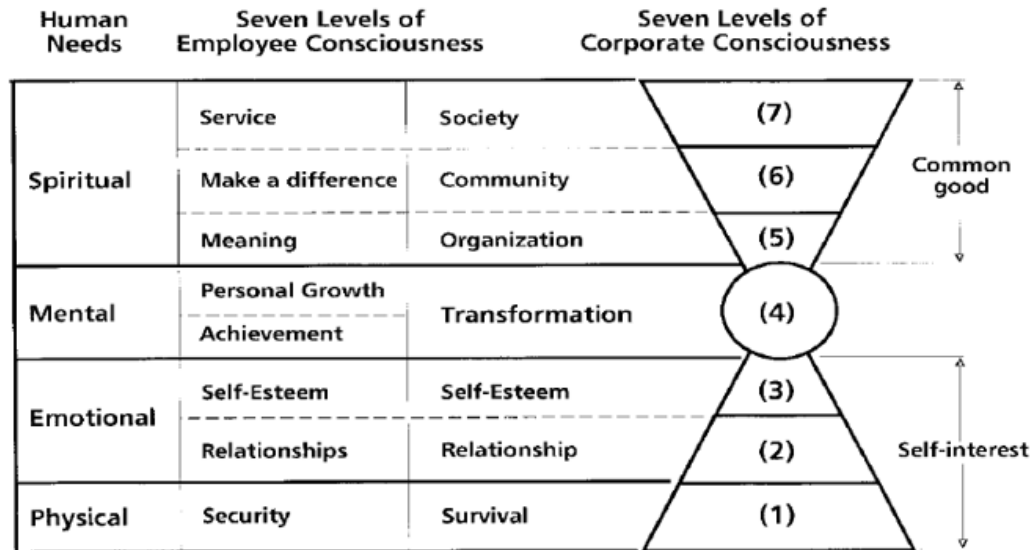 Human Needs
Seven Levels of Employee Consciousness
Seven Levels of Corporate Consciousness
Spiritual
Service
Society
(7)
Make a difference
Community
(6)
Meaning
Organization
(5)
Common good
Mental
Personal Growth
Achievement
Transformation
(4)
Emotional
Self-Esteem
Self-Esteem
(3)
Relationships
Relationship
(2)
Self-interest
Physical
Security
Survival
(1)